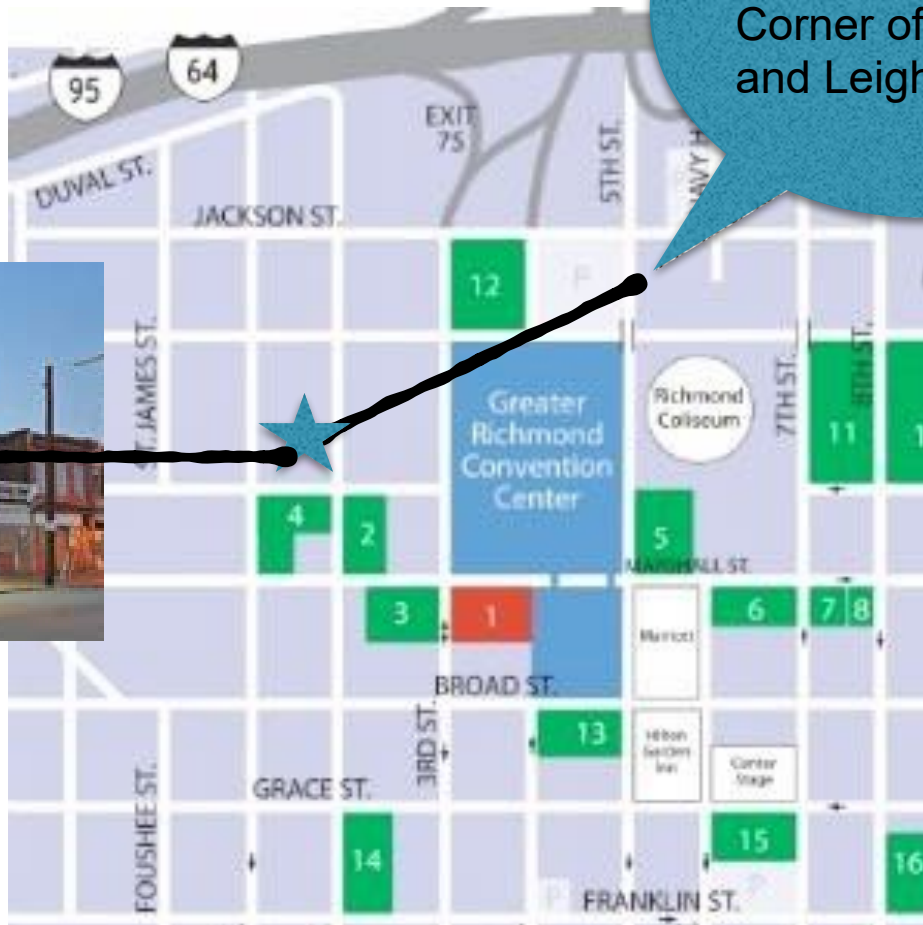 Corner of
and Leigh
95
64
EXIT
75
5TH ST.
DUVAL ST.
JACKSON ST.
P
12
ST. JAMES ST.
Greater
Richmond
Convention
Center
Richmond
Coliseum
7TH ST.
8TH ST.
11
4
2
5
MARSHALL ST.
3
1
Marriott
6
7
8
BROAD ST.
3RD ST.
13
Hilton
Garden
Inn
Center
Stage
GRACE ST.
FOUSHEE ST.
14
15
16
P
P
FRANKLIN ST.